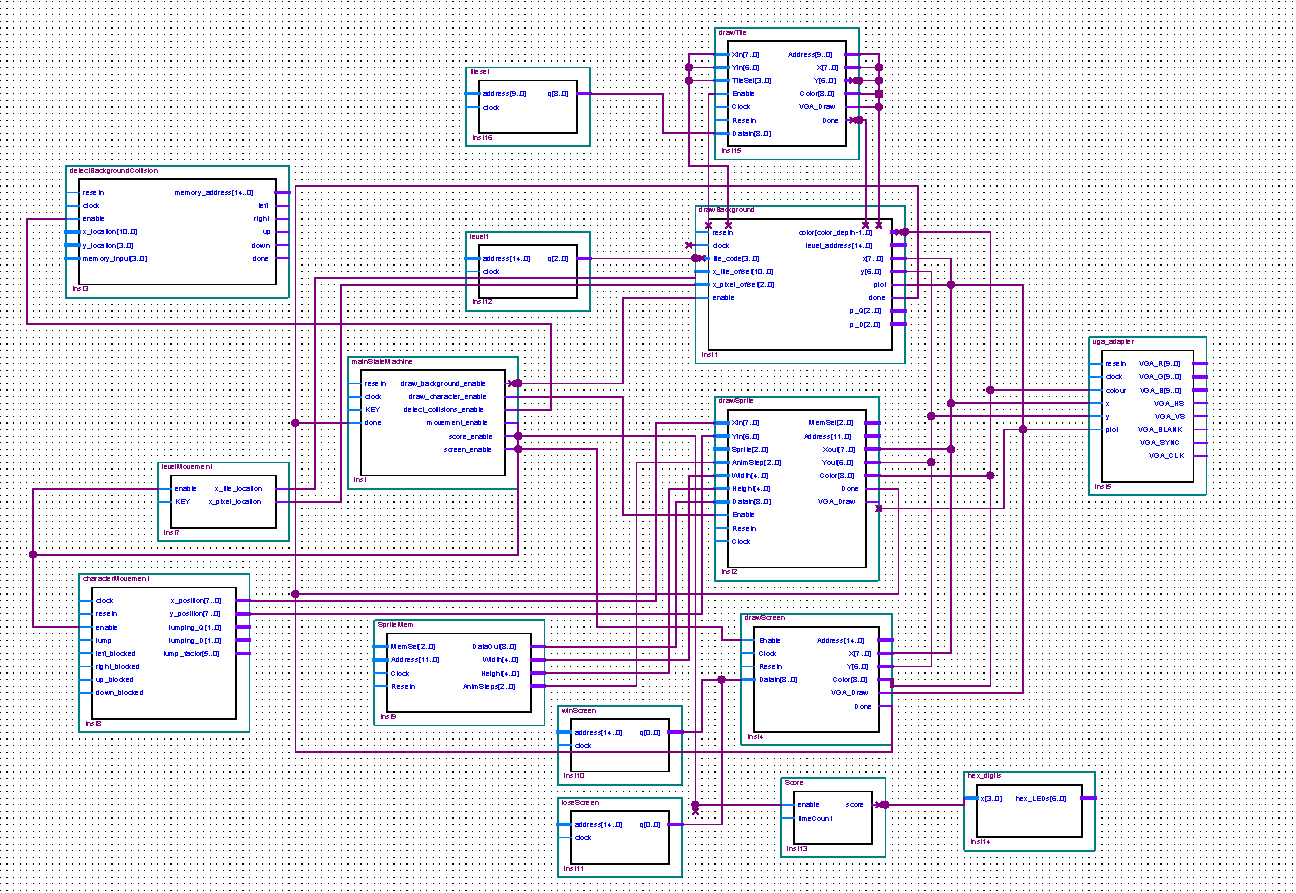 drawTile
Xin[7..0] Address[9..0]
Yin[6..0] X[7..0]
TileSel[3..0] Y[6..0]
Enable Color[8..0]
Clock VGA_Draw
Resetn Done
DataIn[8..0]
inst15
tileset
address[9..0] q[8..0]
clock
inst16
detectBackgroundCollision
resetn memory_address[14..0]
clock left
enable right
x_location[10..0] up
y_location[3..0] down
memory_input[3..0] done
inst3
level1
address[14..0] q[2..0]
clock
inst12
drawBackground
resetn color[color_depth-1..0]
clock level_address[14..0]
tile_code[3..0] x[7..0]
x_tile_offset[10..0] y[6..0]
x_pixel_offset[2..0] plot
enable done
p_Q[2..0]
p_D[2..0]
inst1
vga_adapter
resetn VGA_R[9..0]
clock VGA_G[9..0]
colour VGA_B[9..0]
x VGA_HS
y VGA_VS
plot VGA_BLANK
VGA_SYNC
VGA_CLK
inst5
mainStateMachine
resetn draw_background_enable
clock draw_character_enable
KEY detect_collisions_enable
done movement_enable
score_enable
screen_enable
inst
drawSprite
Xin[7..0] MemSel[2..0]
Yin[6..0] Address[11..0]
Sprite[2..0] Xout[7..0]
AnimStep[2..0] Yout[6..0]
Width[4..0] Color[8..0]
Height[4..0] Done
DataIn[8..0] VGA_Draw
Enable
Resetn
Clock
inst2
levelMovement
enable x_tile_location
KEY x_pixel_location
inst7
characterMovement
clock x_position[7..0]
resetn y_position[7..0]
enable jumping_Q[1..0]
jump jumping_D[1..0]
left_blocked jump_factor[5..0]
right_blocked
up_blocked
down_blocked
inst8
SpriteMem
MemSel[2..0] DataOut[8..0]
Address[11..0] Width[4..0]
Clock Height[4..0]
Resetn AnimSteps[2..0]
inst9
drawScreen
Enable Address[14..0]
Clock X[7..0]
Resetn Y[6..0]
DataIn[8..0] Color[8..0]
VGA_Draw
Done
inst4
winScreen
address[14..0] q[0..0]
clock
inst10
loseScreen
address[14..0] q[0..0]
clock
inst11
Score
enable score
timeCount
inst13
hex_digits
x[3..0] hex_LEDs[6..0]
inst14